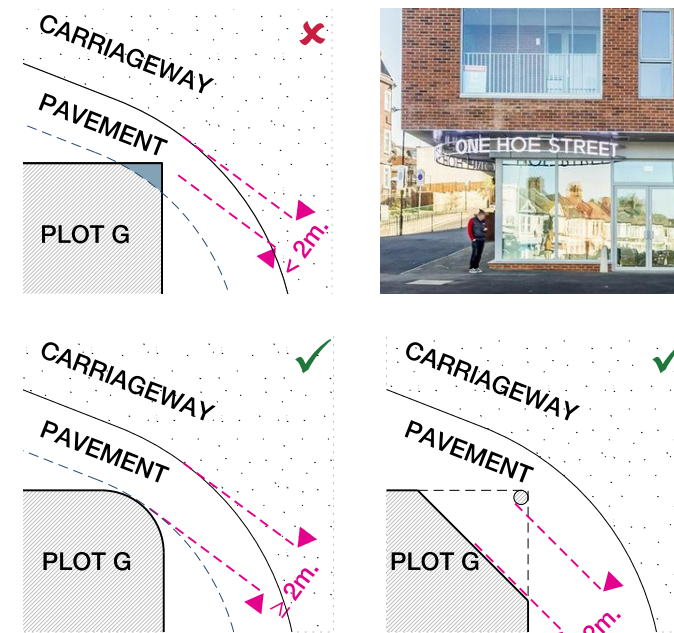 CARRIAGEWAY
PAVEMENT
PLOT G
< 2m.
ONE HOE STREET
CARRIAGEWAY
PAVEMENT
PLOT G
≥ 2m.
CARRIAGEWAY
PAVEMENT
PLOT G
2m.